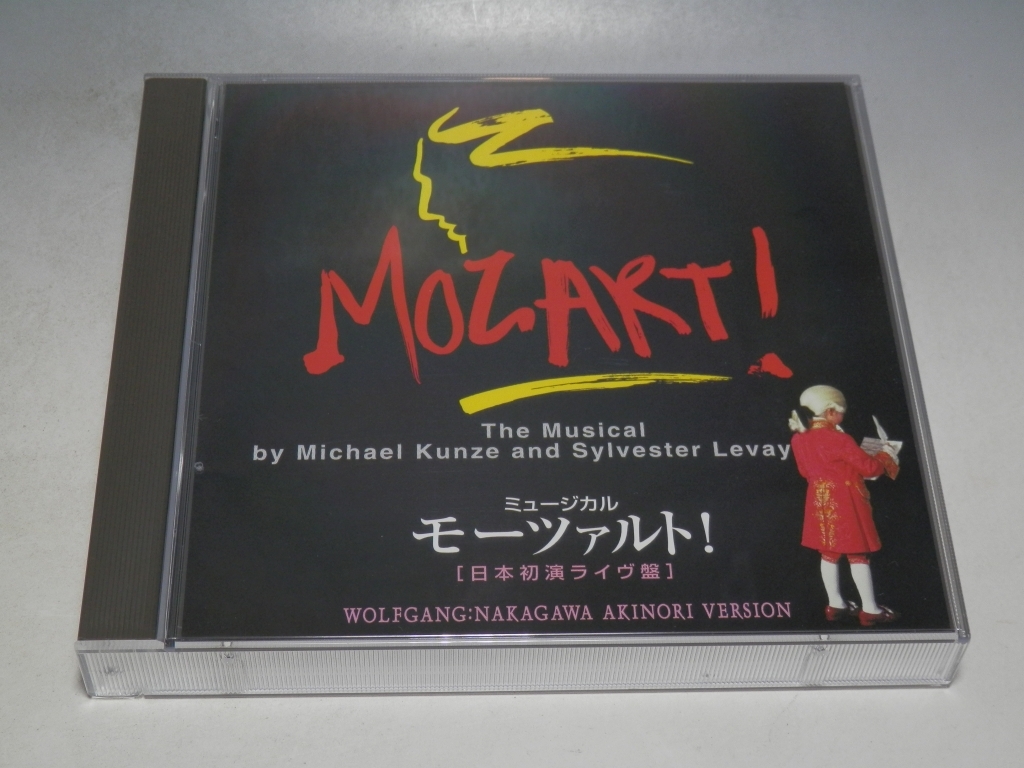 MOZART!
The Musical
by Michael Kunze and Sylvester Levay
ミュージカル
モーツァルト!
[日本初演ライヴ盤]
WOLFGANG:NAKAGAWA AKINORI VERSION